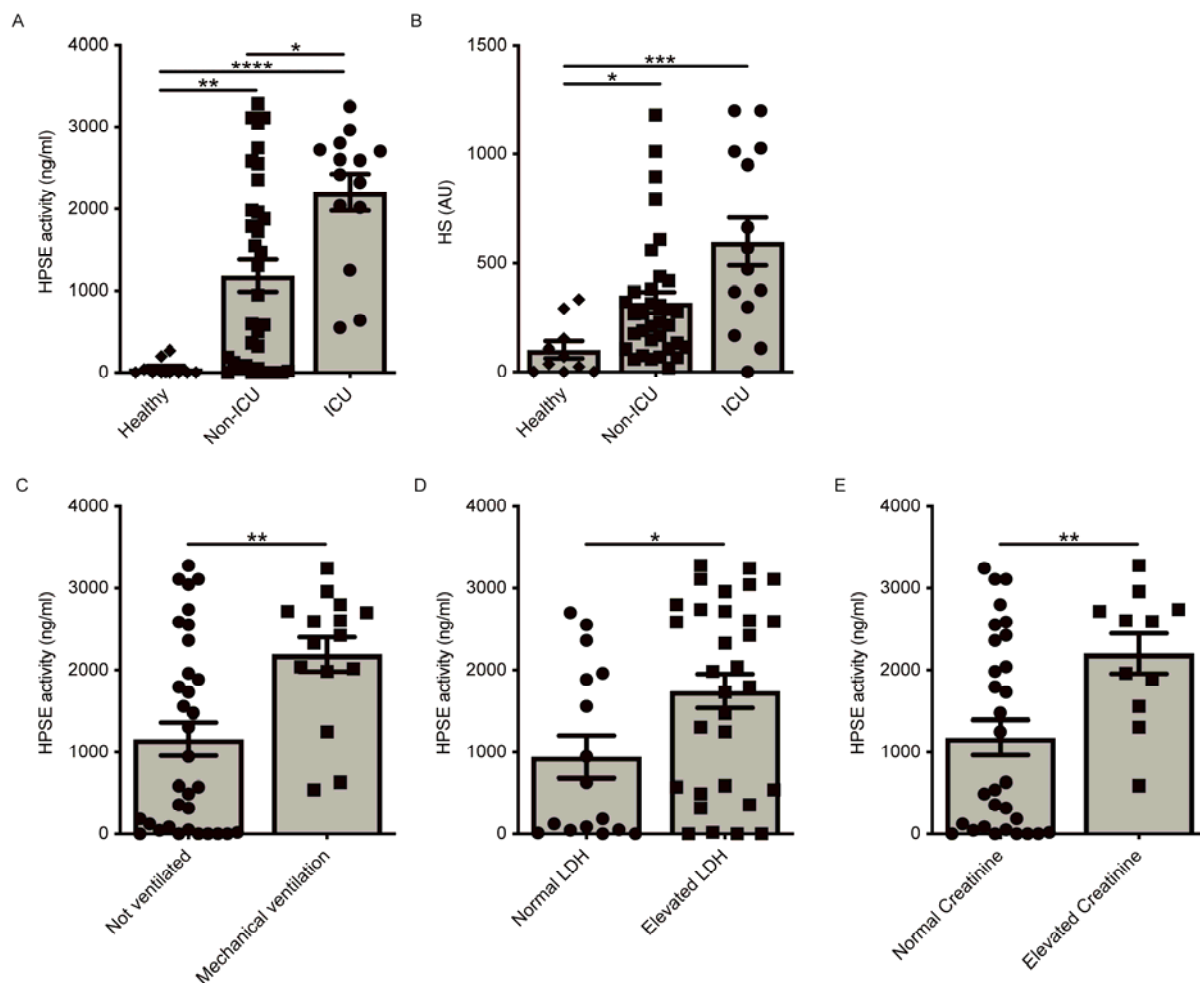 A
HPSE activity (ng/ml)
4000
3000
2000
1000
0
*
****
**
Healthy
Non-ICU
ICU
B
HS (AU)
1500
1000
500
0
***
*
Healthy
Non-ICU
ICU
C
HPSE activity (ng/ml)
4000
3000
2000
1000
0
**
Not ventilated
Mechanical ventilation
D
HPSE activity (ng/ml)
4000
3000
2000
1000
0
*
Normal LDH
Elevated LDH
E
HPSE activity (ng/ml)
4000
3000
2000
1000
0
**
Normal Creatinine
Elevated Creatinine